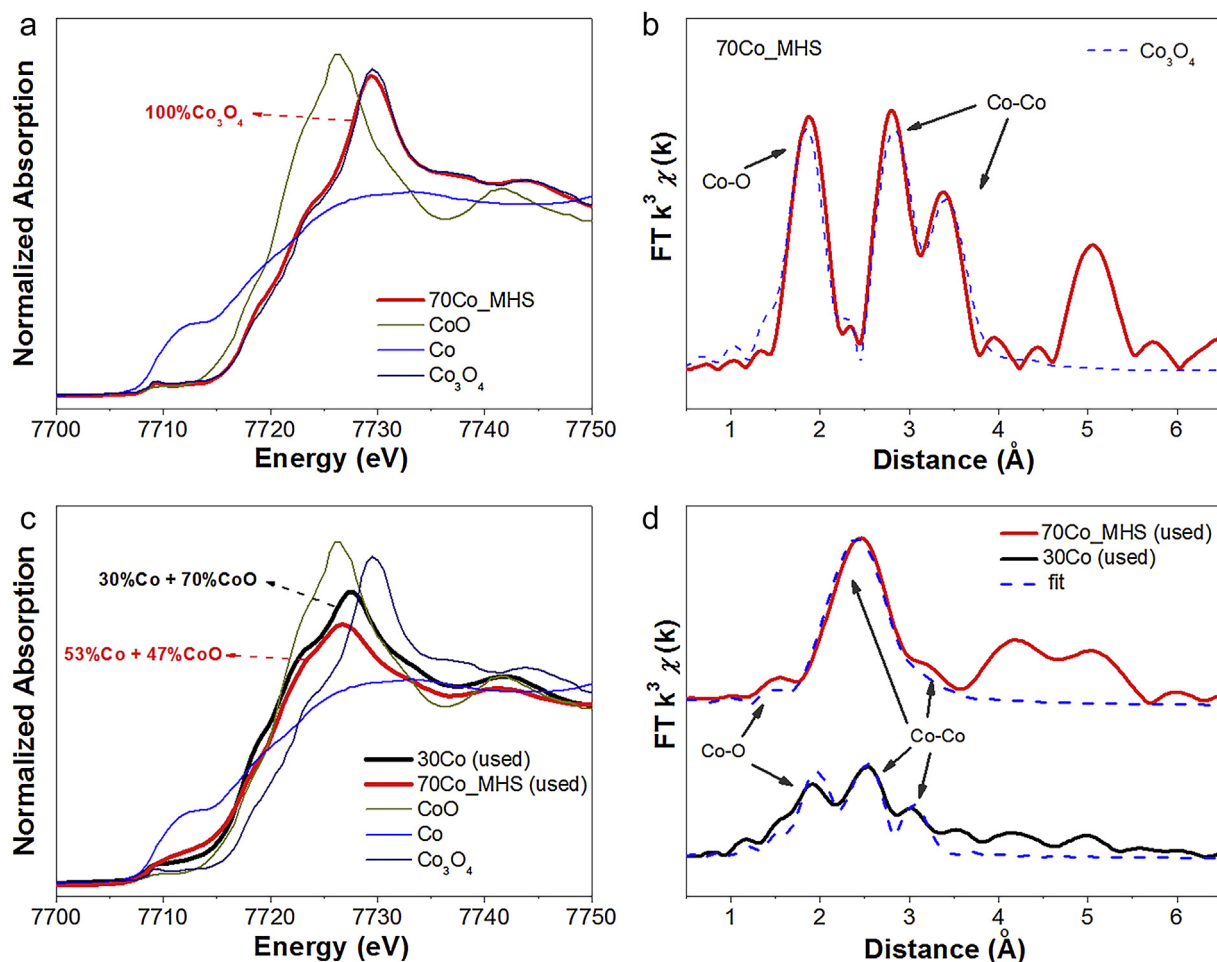 a
Normalized Absorption
100%Co₃O₄
70Co_MHS
CoO
Co
Co₃O₄
7700 7710 7720 7730 7740 7750
Energy (eV)
b
70Co_MHS
Co₃O₄
Co-Co
Co-O
FT k³ χ(k)
1 2 3 4 5 6
Distance (Å)
c
Normalized Absorption
30%Co + 70%CoO
53%Co + 47%CoO
30Co (used)
70Co_MHS (used)
CoO
Co
Co₃O₄
7700 7710 7720 7730 7740 7750
Energy (eV)
d
70Co_MHS (used)
30Co (used)
fit
FT k³ χ(k)
Co-O
Co-Co
1 2 3 4 5 6
Distance (Å)